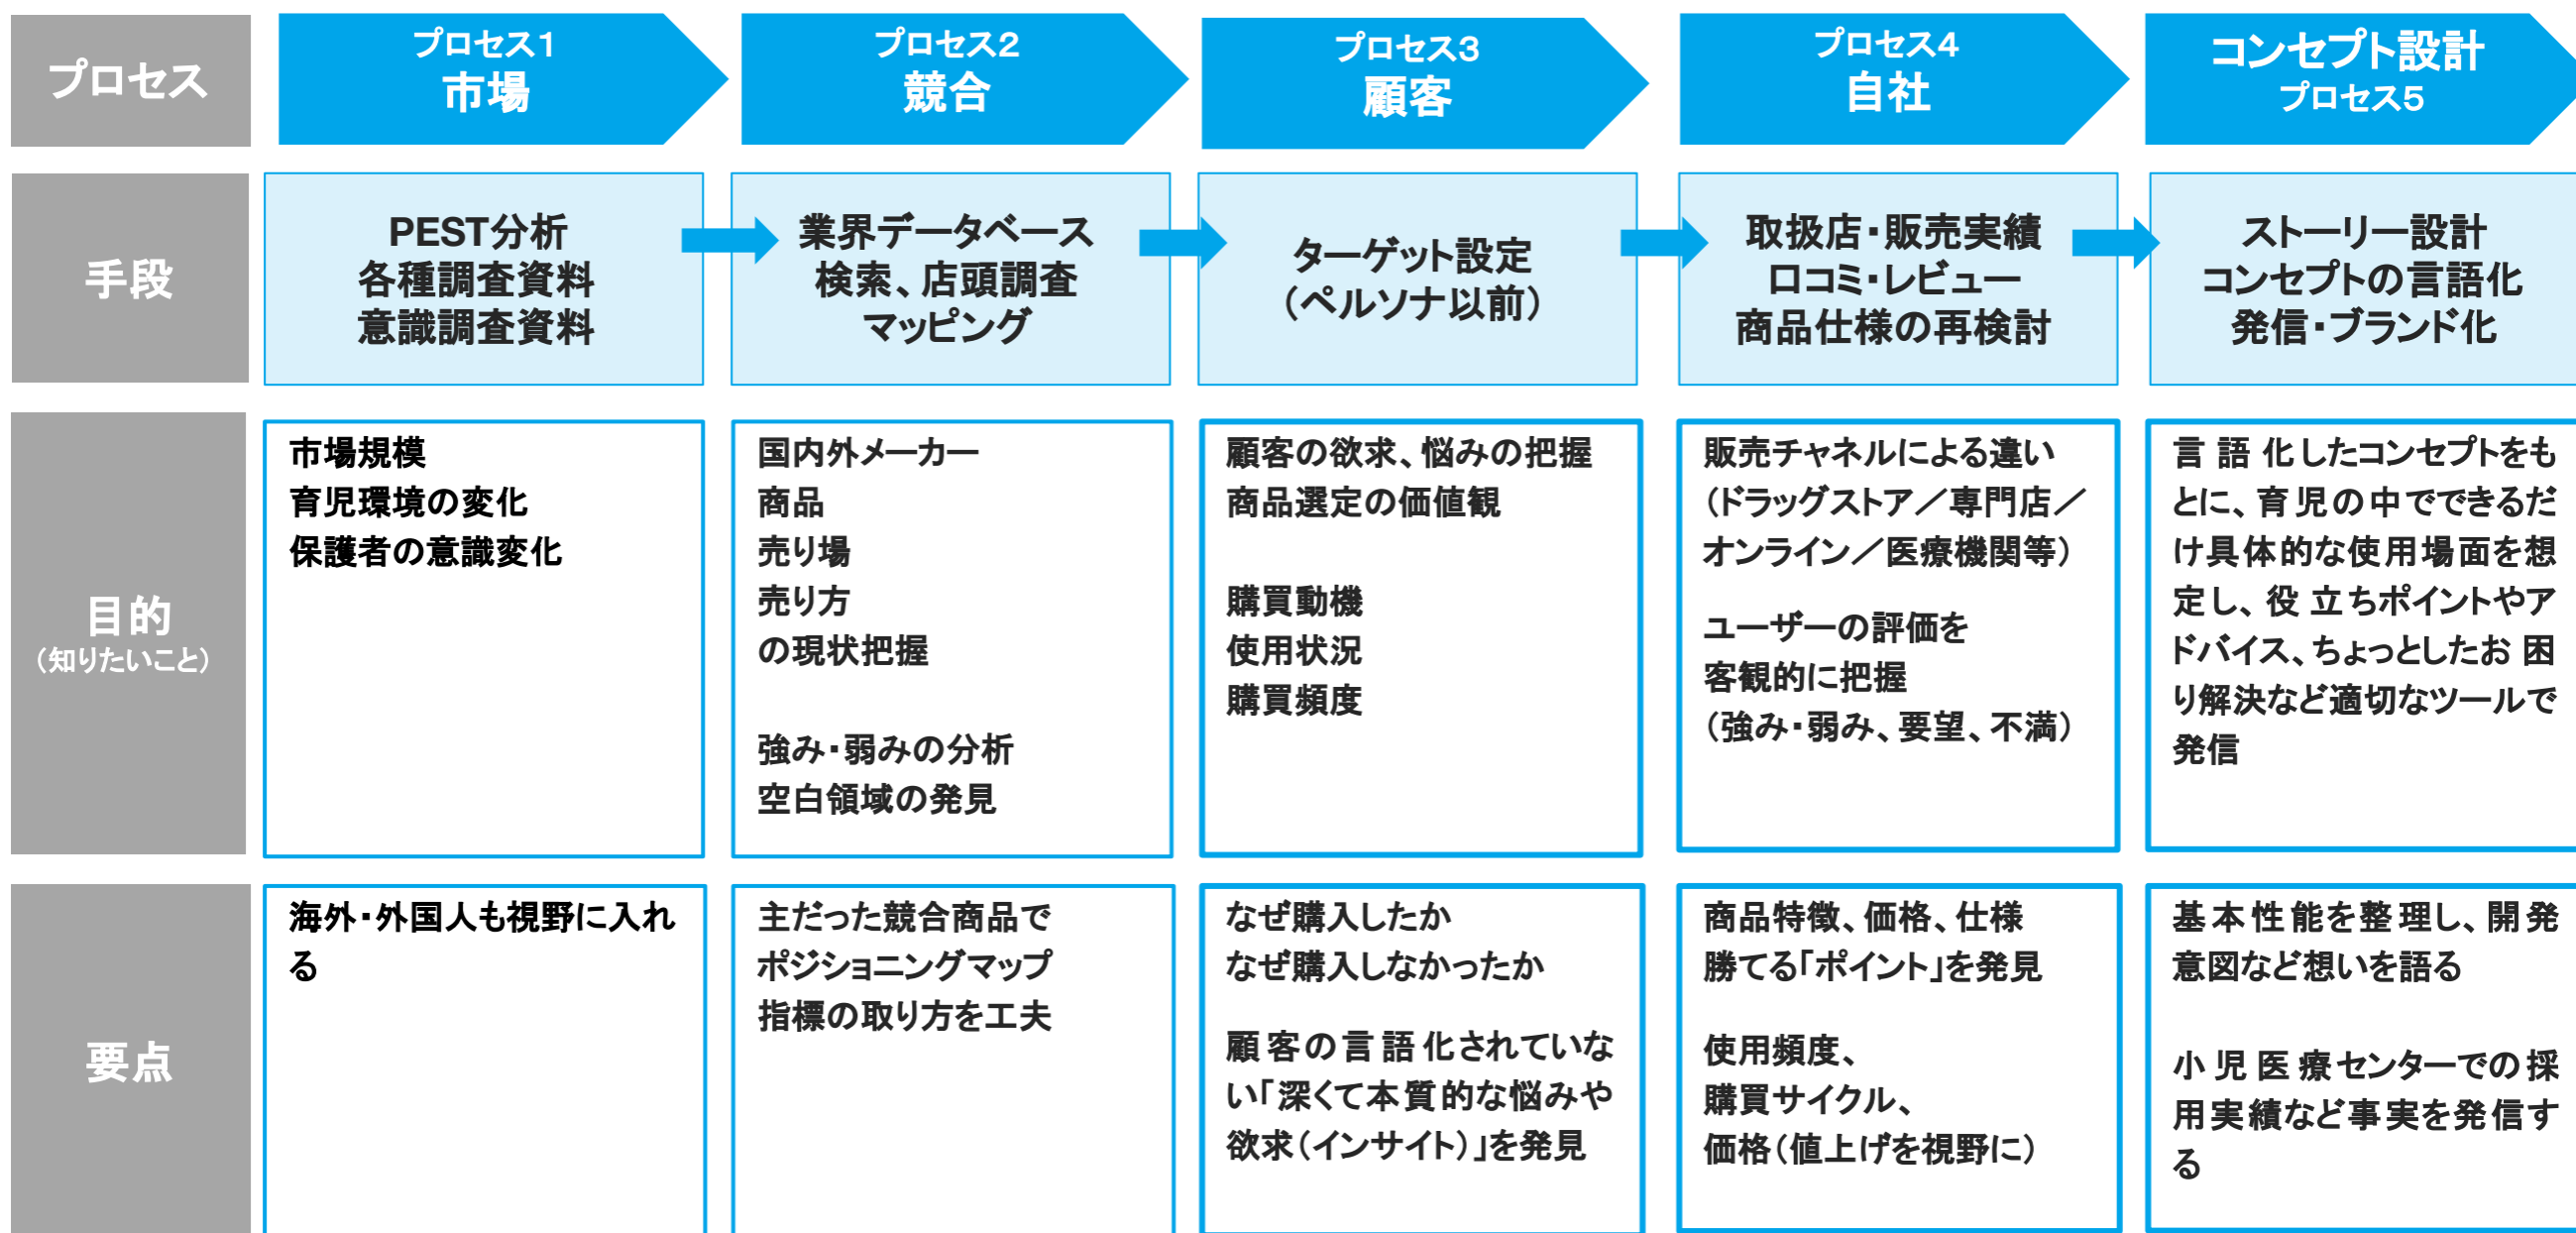 プロセス
プロセス1
市場
プロセス2
競合
プロセス3
顧客
プロセス4
自社
コンセプト設計
プロセス5
手段
PEST分析
各種調査資料
意識調査資料
業界データベース
検索、店頭調査
マッピング
ターゲット設定
（ペルソナ以前）
取扱店・販売実績
口コミ・レビュー
商品仕様の再検討
ストーリー設計
コンセプトの言語化
発信・ブランド化
目的
（知りたいこと）
市場規模
育児環境の変化
保護者の意識変化
国内外メーカー
商品
売り場
売り方
の現状把握
強み・弱みの分析
空白領域の発見
顧客の欲求、悩みの把握
商品選定の価値観
購買動機
使用状況
購買頻度
販売チャネルによる違い
（ドラッグストア／専門店／
オンライン／医療機関等）
ユーザーの評価を
客観的に把握
（強み・弱み、要望、不満）
言語化したコンセプトをも
とに、育児の中でできるだ
け具体的な使用場面を想
定し、役立ちポイントやア
ドバイス、ちょっとしたお困
り解決など適切なツールで
発信
要点
海外・外国人も視野に入れ
る
主だった競合商品で
ポジショニングマップ
指標の取り方を工夫
なぜ購入したか
なぜ購入しなかったか
顧客の言語化されていな
い「深くて本質的な悩みや
欲求（インサイト）」を発見
商品特徴、価格、仕様
勝てる「ポイント」を発見
使用頻度、
購買サイクル、
価格（値上げを視野に）
基本性能を整理し、開発
意図など想いを語る
小児医療センターでの採
用実績など事実を発信す
る